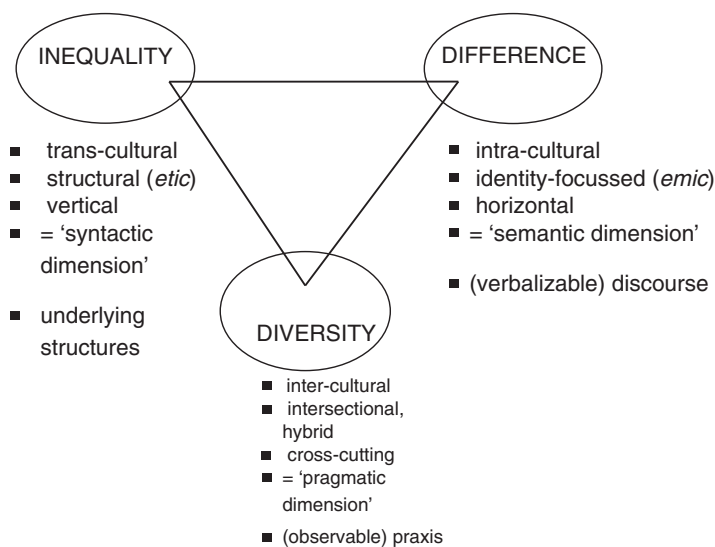 INEQUALITY
■ trans-cultural
■ structural (etic)
■ vertical
■ = ‘syntactic
dimension’
■ underlying
structures
DIFFERENCE
■ intra-cultural
■ identity-focussed (emic)
■ horizontal
■ = ‘semantic dimension’
■ (verbalizable) discourse
DIVERSITY
■ inter-cultural
■ intersectional,
hybrid
■ cross-cutting
■ = ‘pragmatic
dimension’
■ (observable) praxis